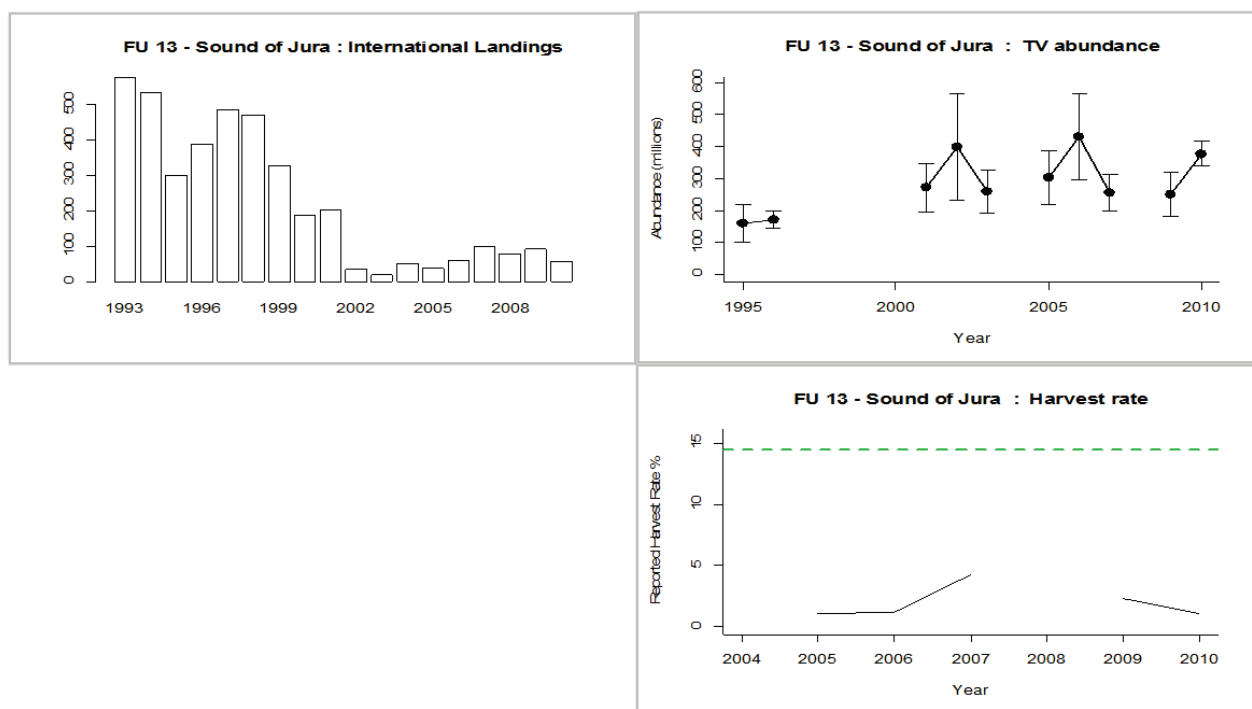 FU 13 - Sound of Jura : International Landings
500
400
300
200
100
0
1993 1996 1999 2002 2005 2008
FU 13 - Sound of Jura : TV abundance
Abundance (millions)
600
500
400
300
200
100
0
1995 2000 2005 2010
Year
FU 13 - Sound of Jura : Harvest rate
Reported Harvest Rate %
15
10
5
0
2004 2005 2006 2007 2008 2009 2010
Year